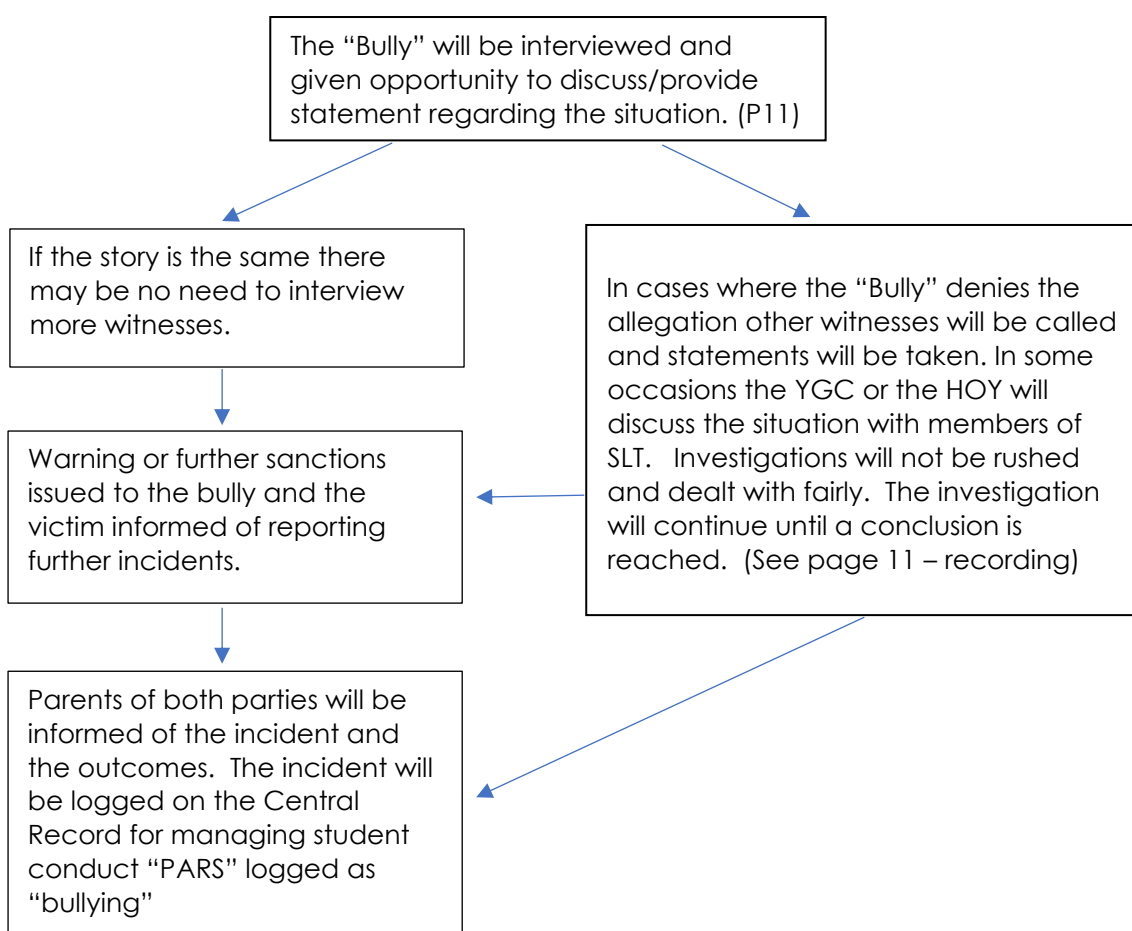 The “Bully” will be interviewed and
given opportunity to discuss/provide
statement regarding the situation. (P11)
If the story is the same there
may be no need to interview
more witnesses.
In cases where the “Bully” denies the
allegation other witnesses will be called
and statements will be taken. In some
occasions the YGC or the HOY will
discuss the situation with members of
SLT.   Investigations will not be rushed
and dealt with fairly.  The investigation
will continue until a conclusion is
reached.  (See page 11 – recording)
Warning or further sanctions
issued to the bully and the
victim informed of reporting
further incidents.
Parents of both parties will be
informed of the incident and
the outcomes.  The incident will
be logged on the Central
Record for managing student
conduct “PARS” logged as
“bullying”